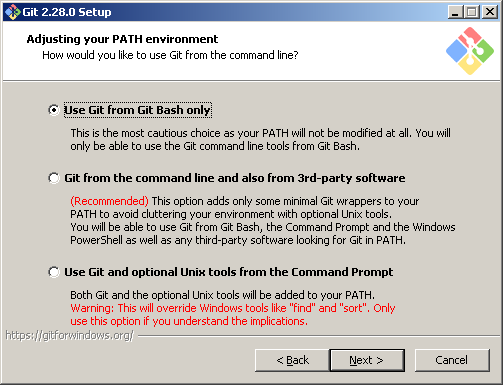 Git 2.28.0 Setup
Adjusting your PATH environment
How would you like to use Git from the command line?
Use Git from Git Bash only
This is the most cautious choice as your PATH will not be modified at all. You will
only be able to use the Git command line tools from Git Bash.
Git from the command line and also from 3rd-party software
(Recommended) This option adds only some minimal Git wrappers to your
PATH to avoid cluttering your environment with optional Unix tools.
You will be able to use Git from Git Bash, the Command Prompt and the Windows
PowerShell as well as any third-party software looking for Git in PATH.
Use Git and optional Unix tools from the Command Prompt
Both Git and the optional Unix tools will be added to your PATH.
Warning: This will override Windows tools like "find" and "sort". Only
use this option if you understand the implications.
https://gitforwindows.org/
< Back
Next >
Cancel